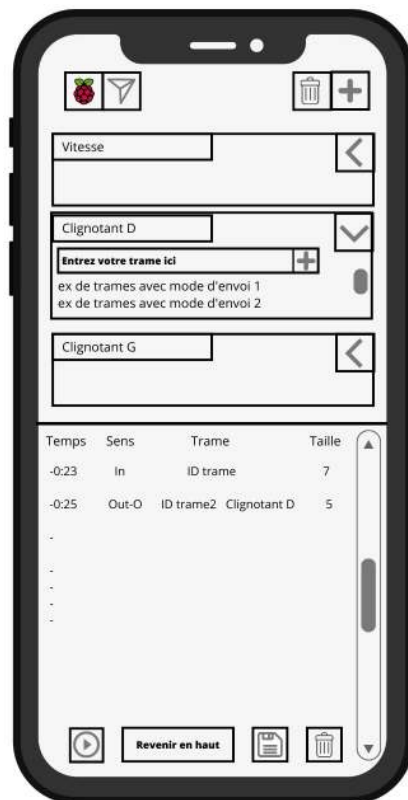 Vitesse
Clignotant D
Entrez votre trame ici
ex de trames avec mode d'envoi 1
ex de trames avec mode d'envoi 2
Clignotant G
Temps Sens Trame Taille
-0:23 In ID trame 7
-0:25 Out-O ID trame2 Clignotant D 5
-
-
-
-
-
Revenir en haut